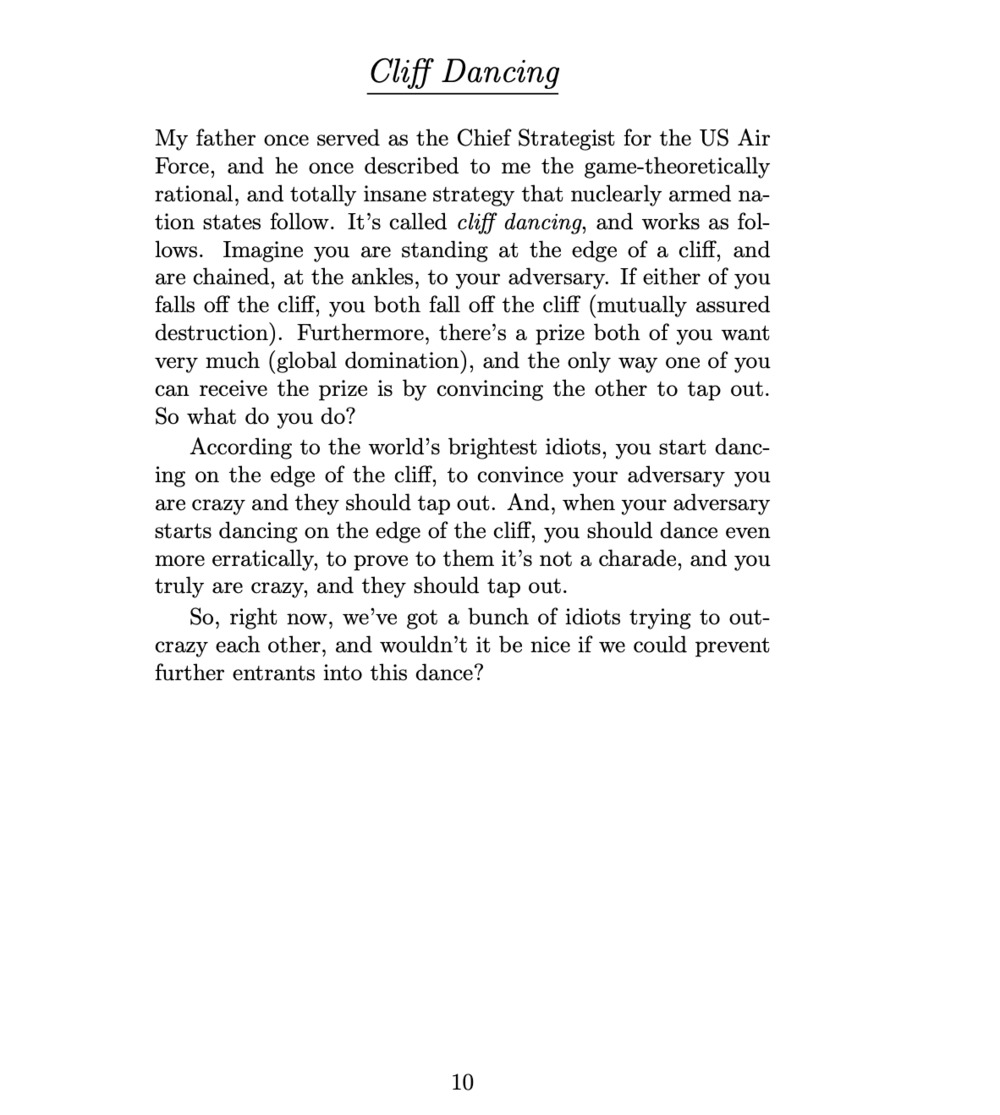 Cliff Dancing
My father once served as the Chief Strategist for the US Air
Force, and he once described to me the game-theoretically
rational, and totally insane strategy that nuclearly armed na-
tion states follow. It's called cliff dancing, and works as fol-
lows. Imagine you are standing at the edge of a cliff, and
are chained, at the ankles, to your adversary. If either of you
falls off the cliff, you both fall off the cliff (mutually assured
destruction). Furthermore, there's a prize both of you want
very much (global domination), and the only way one of you
can receive the prize is by convincing the other to tap out.
So what do you do?
According to the world's brightest idiots, you start danc-
ing on the edge of the cliff, to convince your adversary you
are crazy and they should tap out. And, when your adversary
starts dancing on the edge of the cliff, you should dance even
more erratically, to prove to them it's not a charade, and you
truly are crazy, and they should tap out.
So, right now, we've got a bunch of idiots trying to out-
crazy each other, and wouldn't it be nice if we could prevent
further entrants into this dance?
10